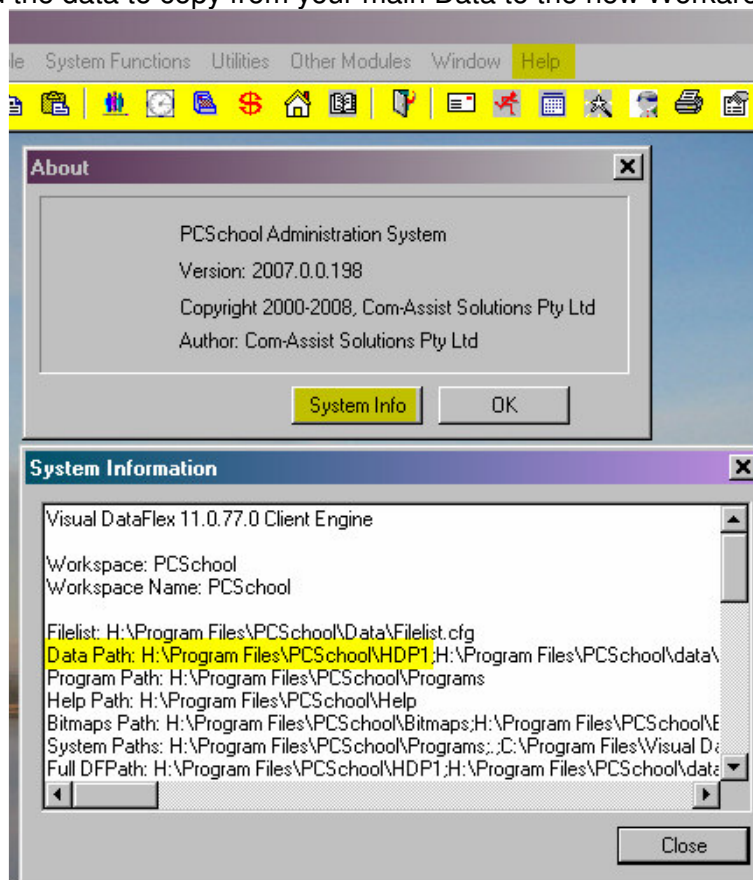 the data to copy from your main Data to the new
System Functions Utilities Other Modules Window Help
About
PCSchool Administration System
Version: 2007.0.0.198
Copyright 2000-2008, Com-Assist Solutions Pty Ltd
Author: Com-Assist Solutions Pty Ltd
System Info OK
System Information
Visual DataFlex 11.0.77.0 Client Engine
Workspace: PCSchool
Workspace Name: PCSchool
Filelist: H:\Program Files\PCSchool\Data\Filelist.cfg
Data Path: H:\Program Files\PCSchool\HDP1;H:\Program Files\PCSchool\data\
Program Path: H:\Program Files\PCSchool\Programs
Help Path: H:\Program Files\PCSchool\Help
Bitmaps Path: H:\Program Files\PCSchool\Bitmaps;H:\Program Files\PCSchool\
System Paths: H:\Program Files\PCSchool\Programs;.;C:\Program Files\Visual
Full DFPath: H:\Program Files\PCSchool\HDP1;H:\Program Files\PCSchool\data
Close